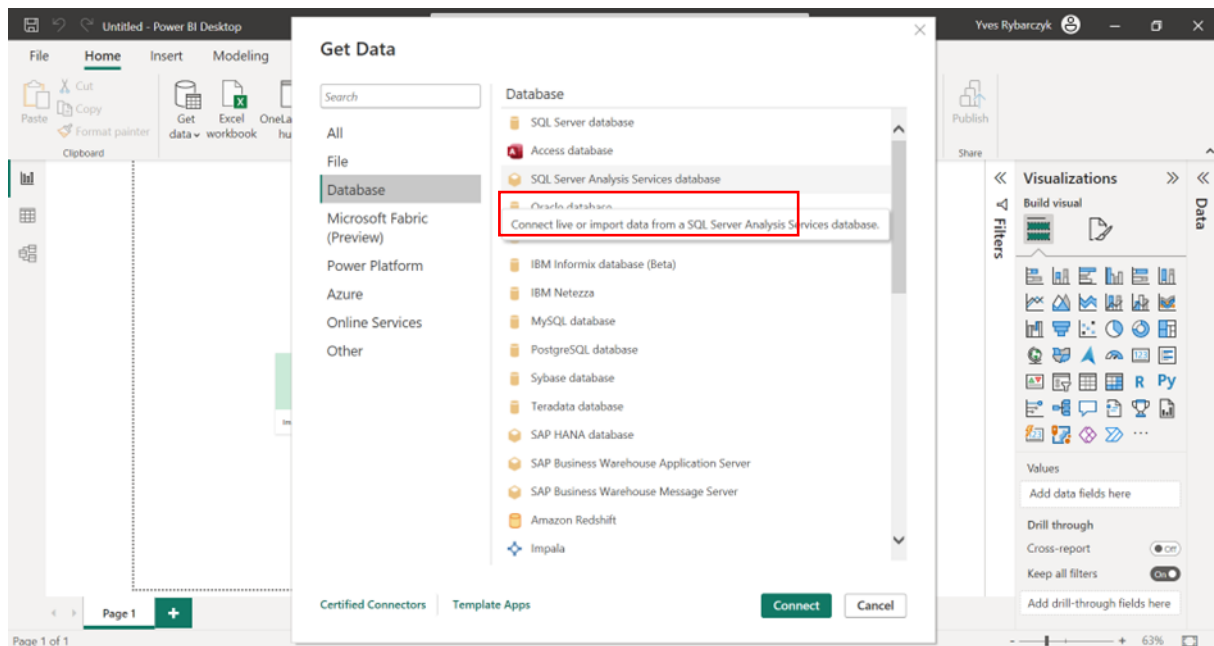 Untitled - Power BI Desktop
Yves Rybarczyk
File Home Insert Modeling
Paste
Cut
Copy
Format painter
Clipboard
Get data
Excel workbook
Publish
Share
Get Data
Search
All
File
Database
Microsoft Fabric
(Preview)
Power Platform
Azure
Online Services
Other
Database
SQL Server database
Access database
SQL Server Analysis Services database
Oracle database
Connect live or import data from a SQL Server Analysis Services database.
IBM Informix database (Beta)
IBM Netezza
MySQL database
PostgreSQL database
Sybase database
Teradata database
SAP HANA database
SAP Business Warehouse Application Server
SAP Business Warehouse Message Server
Amazon Redshift
Impala
Certified Connectors
Template Apps
Connect
Cancel
Filters
Visualizations
Build visual
123
R Py
Values
Add data fields here
Drill through
Cross-report
Off
Keep all filters
On
Add drill-through fields here
Data
Page 1
Page 1 of 1
63%